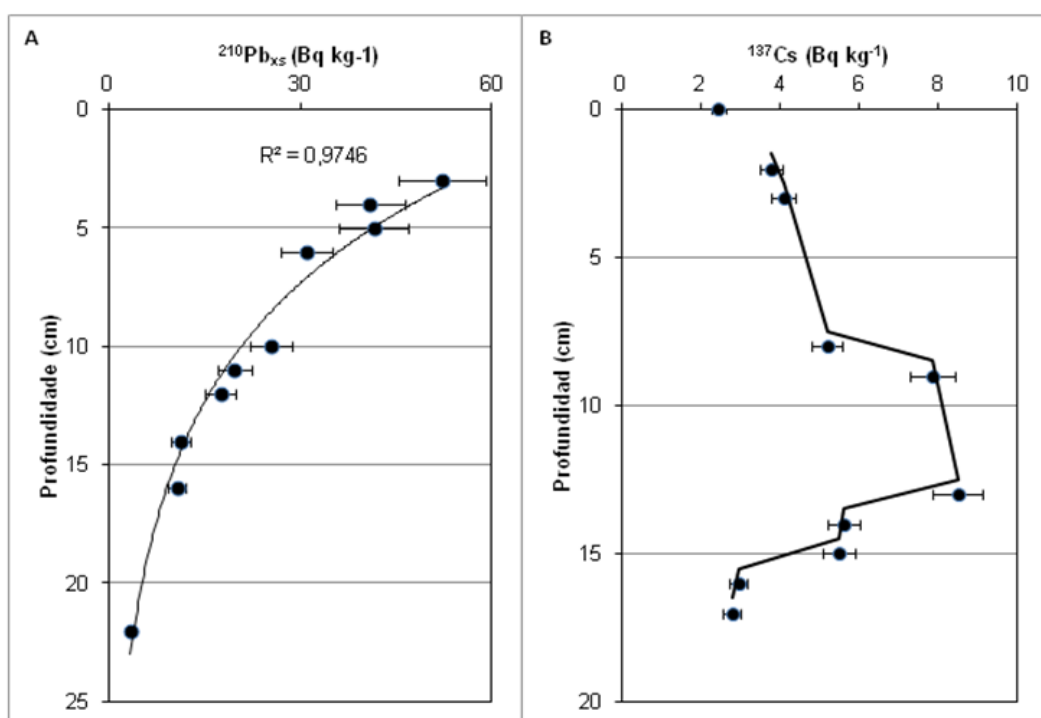 A
²¹⁰Pbxs (Bq kg-1)
0 30 60
0
R² = 0,9746
5
10
15
20
25
Profundidade (cm)
B
¹³⁷Cs (Bq kg⁻¹)
0 2 4 6 8 10
0
5
10
15
20
Profundidad (cm)